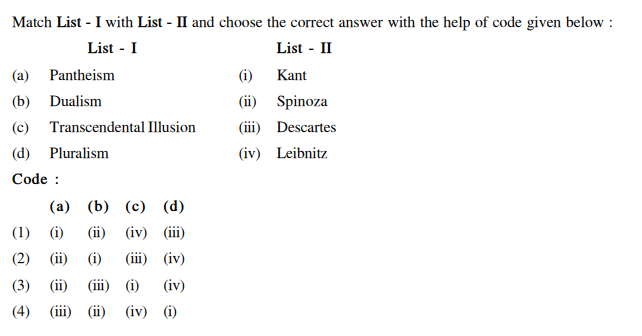 Match List - I with List - II and choose the correct answer with the help of code given below :
List - I List - II
(a) Pantheism (i) Kant
(b) Dualism (ii) Spinoza
(c) Transcendental Illusion (iii) Descartes
(d) Pluralism (iv) Leibnitz
Code :
(a) (b) (c) (d)
(1) (i) (ii) (iv) (iii)
(2) (ii) (i) (iii) (iv)
(3) (ii) (iii) (i) (iv)
(4) (iii) (ii) (iv) (i)